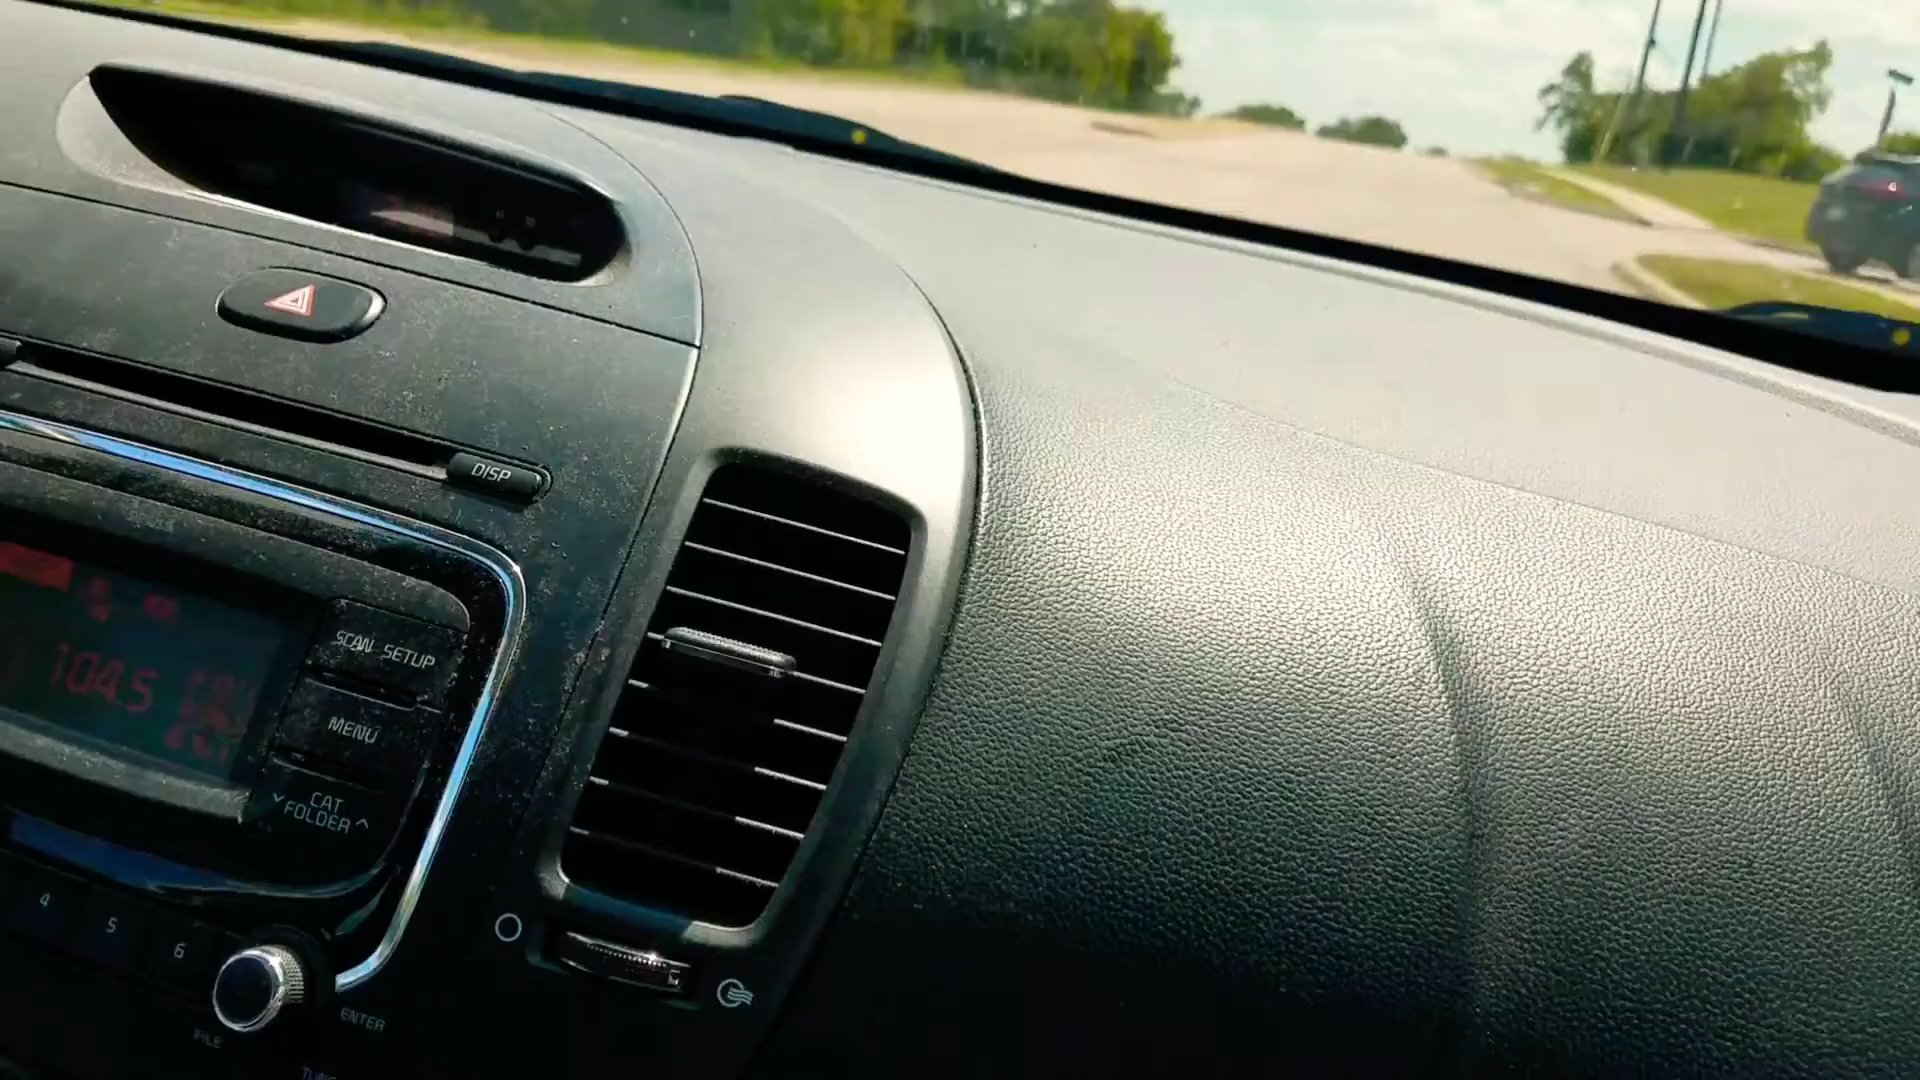 DISP
SCAN SETUP
104.5
MENU
CAT
FOLDER
4
5
6
ENTER
FILE